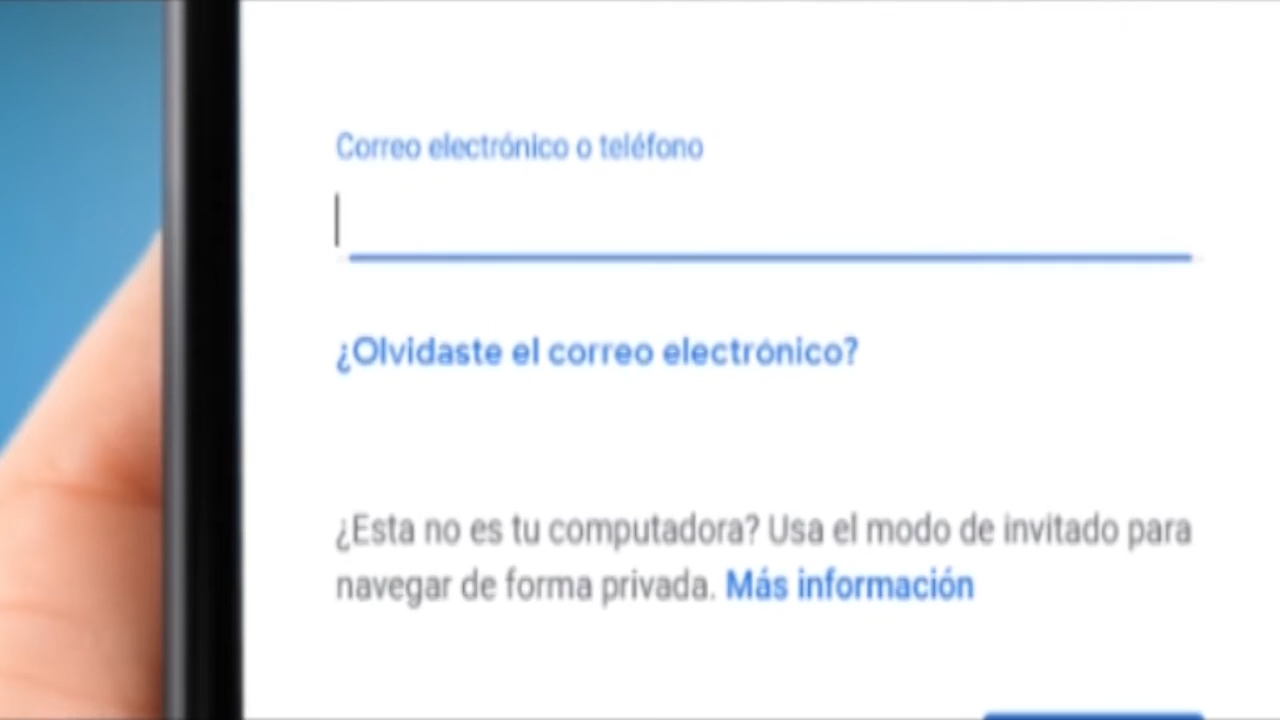 Correo electrónico o teléfono
¿Olvidaste el correo electrónico?
¿Esta no es tu computadora? Usa el modo de invitado para
navegar de forma privada. Más información